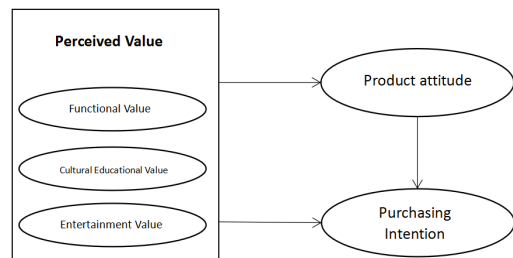 Perceived Value
Functional Value
Cultural Educational Value
Entertainment Value
Product attitude
Purchasing
Intention